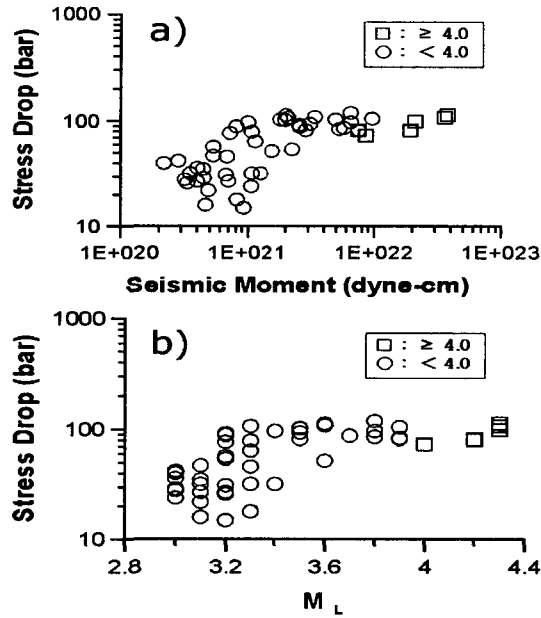 a)
□ : ≥ 4.0
○ : < 4.0
Stress Drop (bar)
1000
100
10
1E+020 1E+021 1E+022 1E+023
Seismic Moment (dyne-cm)
b)
□ : ≥ 4.0
○ : < 4.0
Stress Drop (bar)
1000
100
10
2.8 3.2 3.6 4 4.4
M L